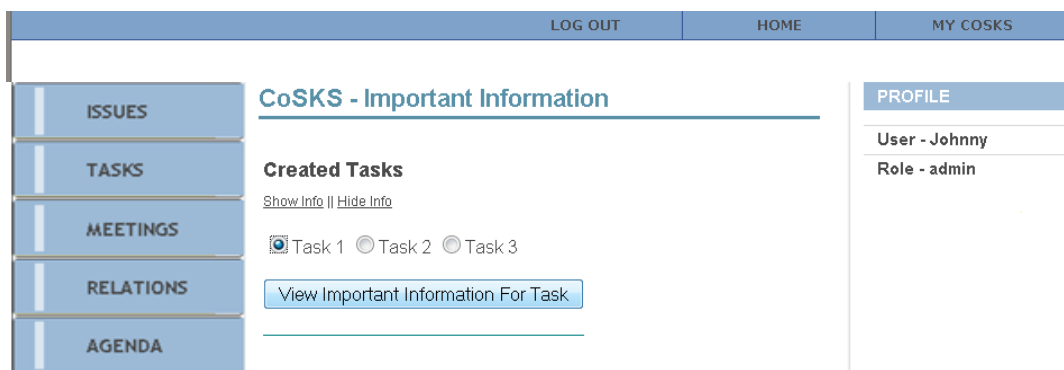 LOG OUT HOME MY COSKS
ISSUES
TASKS
MEETINGS
RELATIONS
AGENDA
CoSKS - Important Information
Created Tasks
Show Info || Hide Info
Task 1 Task 2 Task 3
View Important Information For Task
PROFILE
User - Johnny
Role - admin